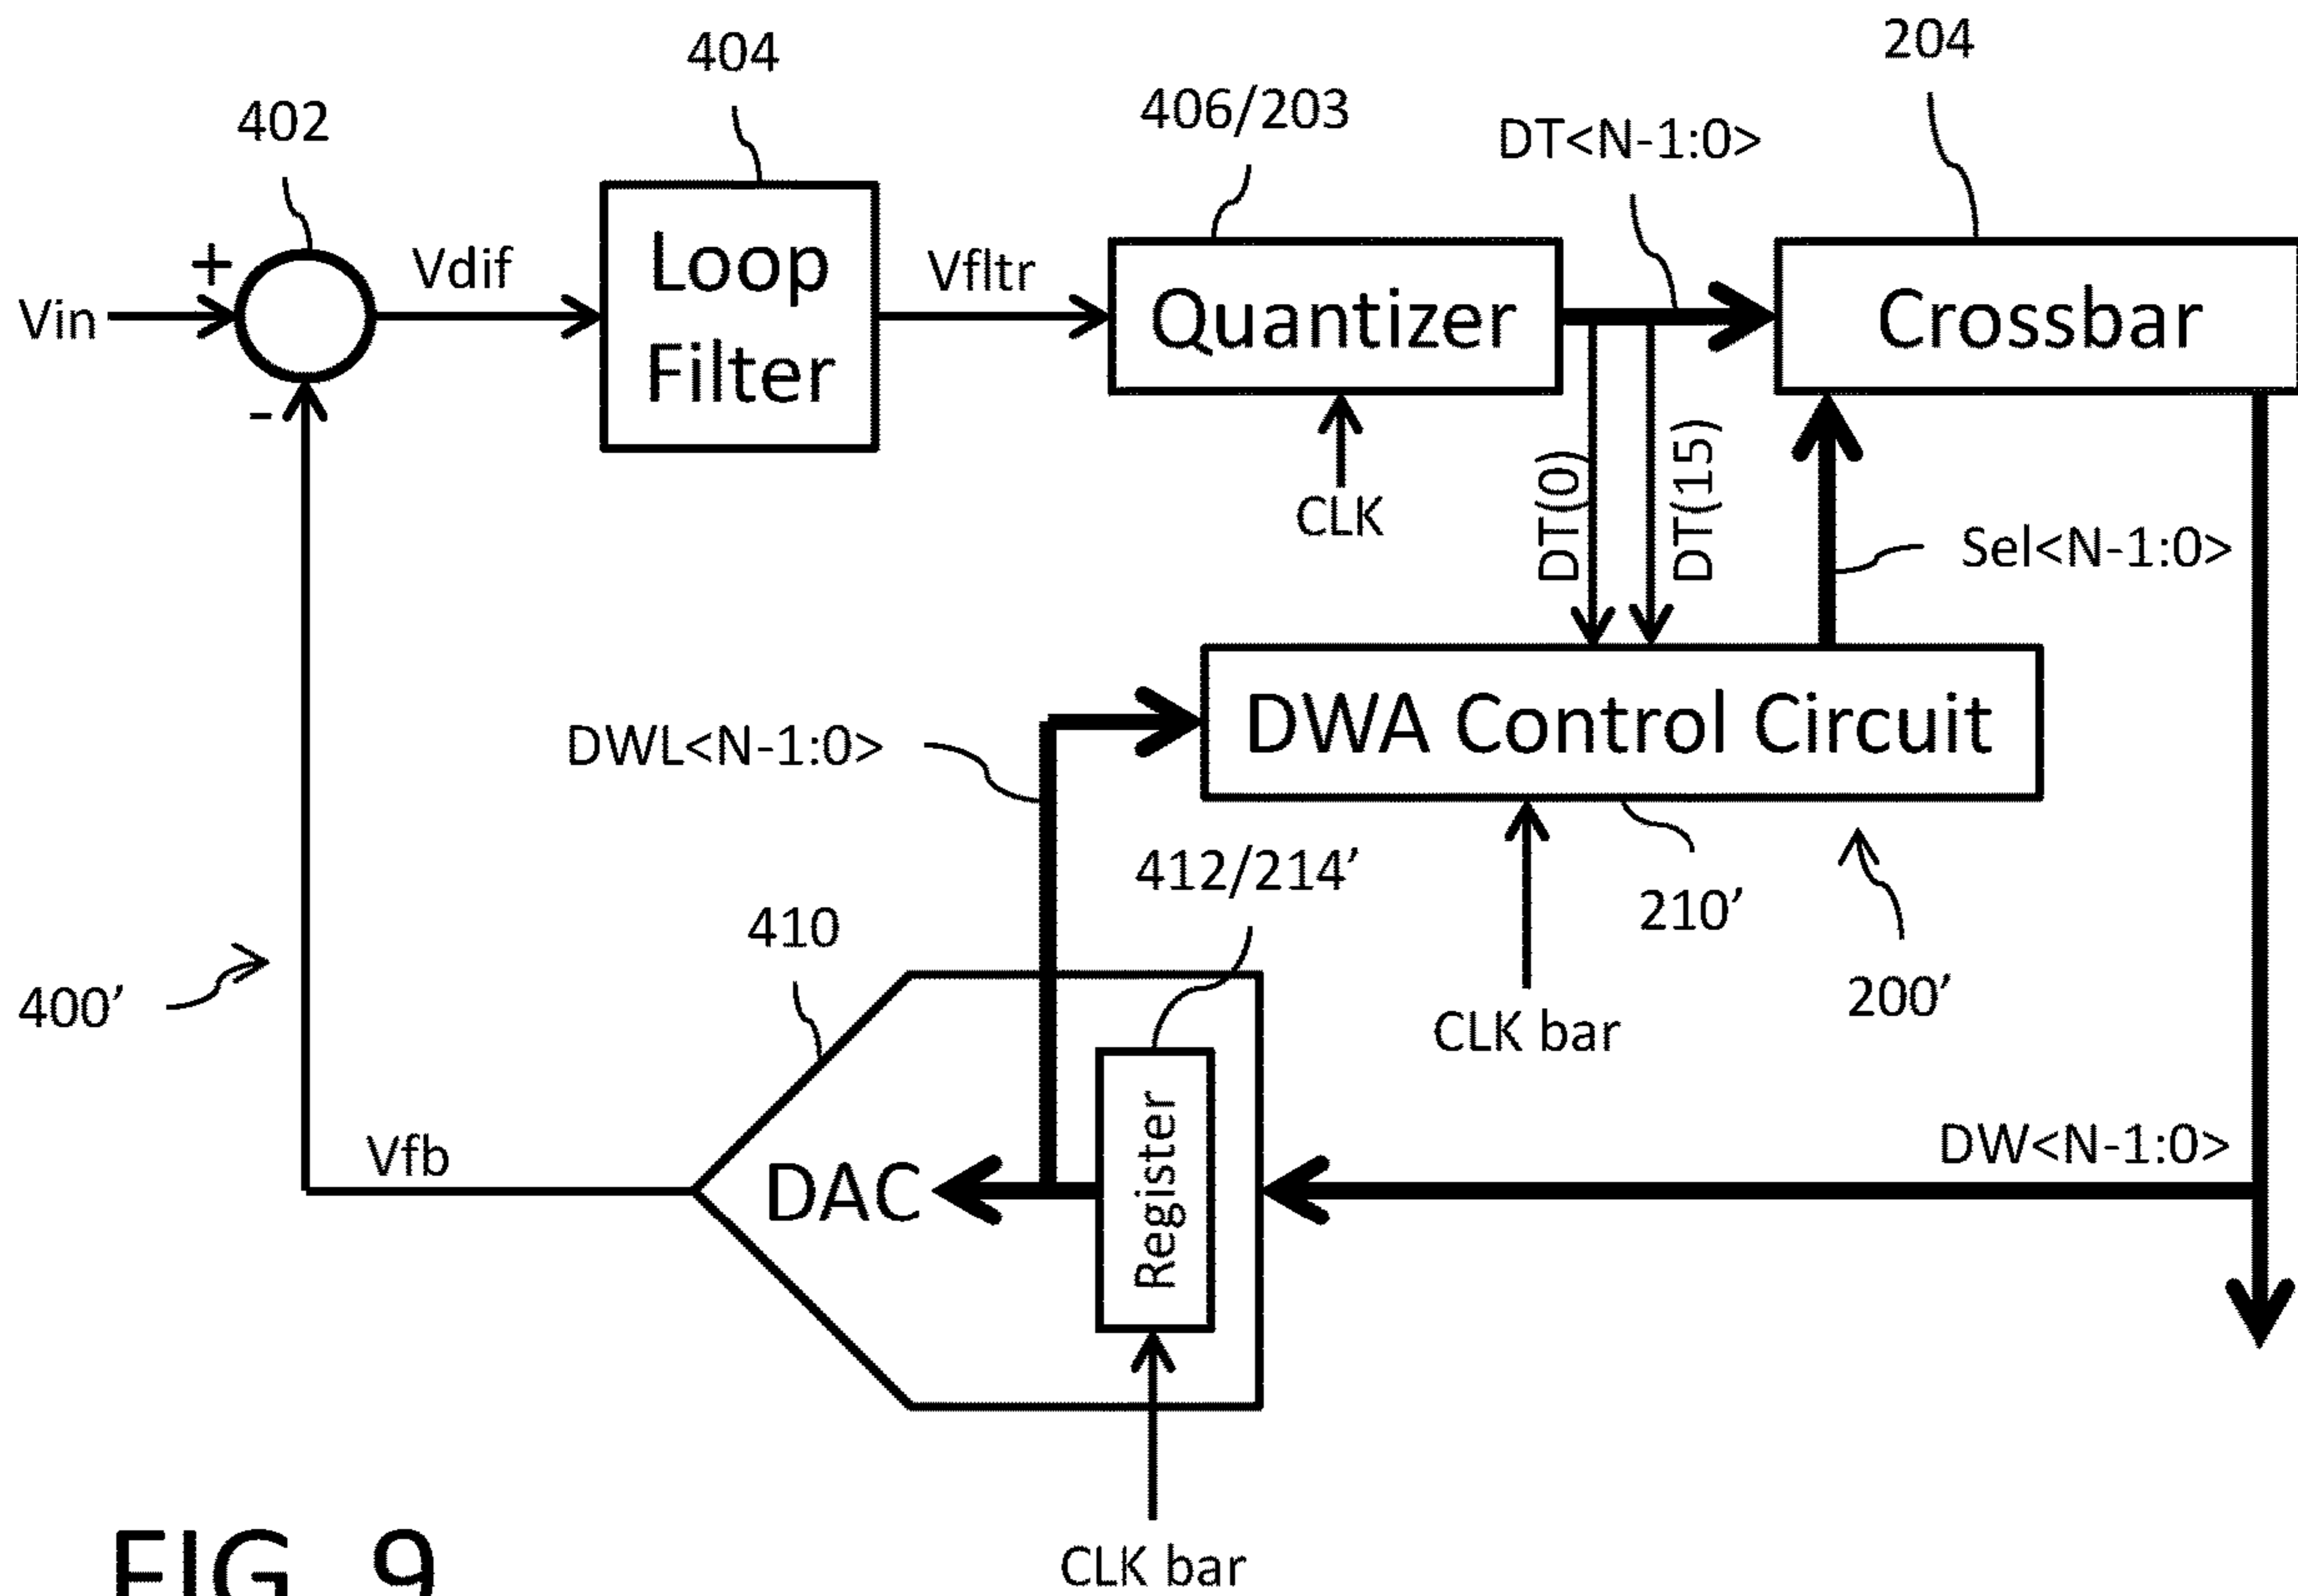 404
204
402
406/203
DT<N-1:0>
+
Vin
Vdif
Loop
Filter
Vfltr
Quantizer
Crossbar
-
CLK
DT(0)
DT(15)
Sel<N-1:0>
DWL<N-1:0>
DWA Control Circuit
412/214’
410
210’
400’
200’
CLK bar
Vfb
DAC
Register
DW<N-1:0>
CLK bar
FIG. 9